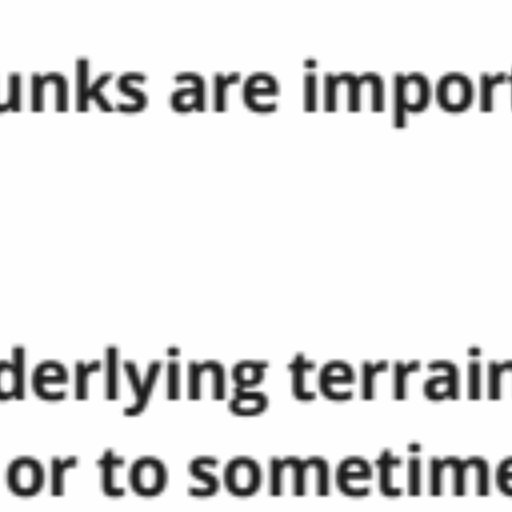 unks are import
derlying terrain
or to sometime